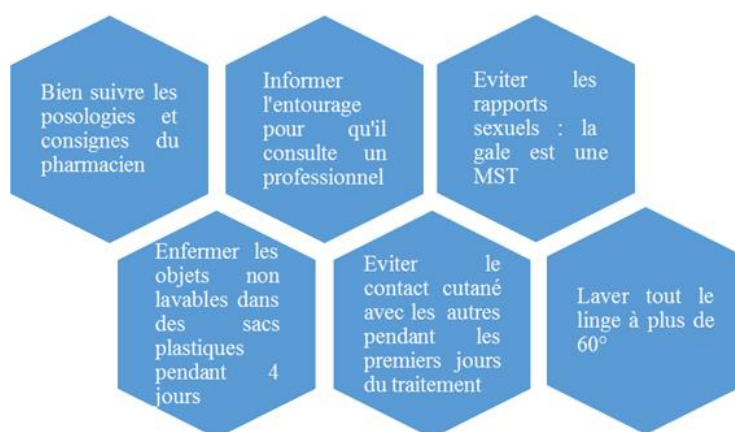 Bien suivre les
posologies et
consignes du
pharmacien
Informer
l'entourage
pour qu'il
consulte un
professionnel
Eviter les
rapports
sexuels : la
gale est une
MST
Enfermer les
objets non
lavables dans
des sacs
plastiques
pendant 4
jours
Eviter le
contact cutané
avec les autres
pendant les
premiers jours
du traitement
Laver tout le
linge à plus de
60°